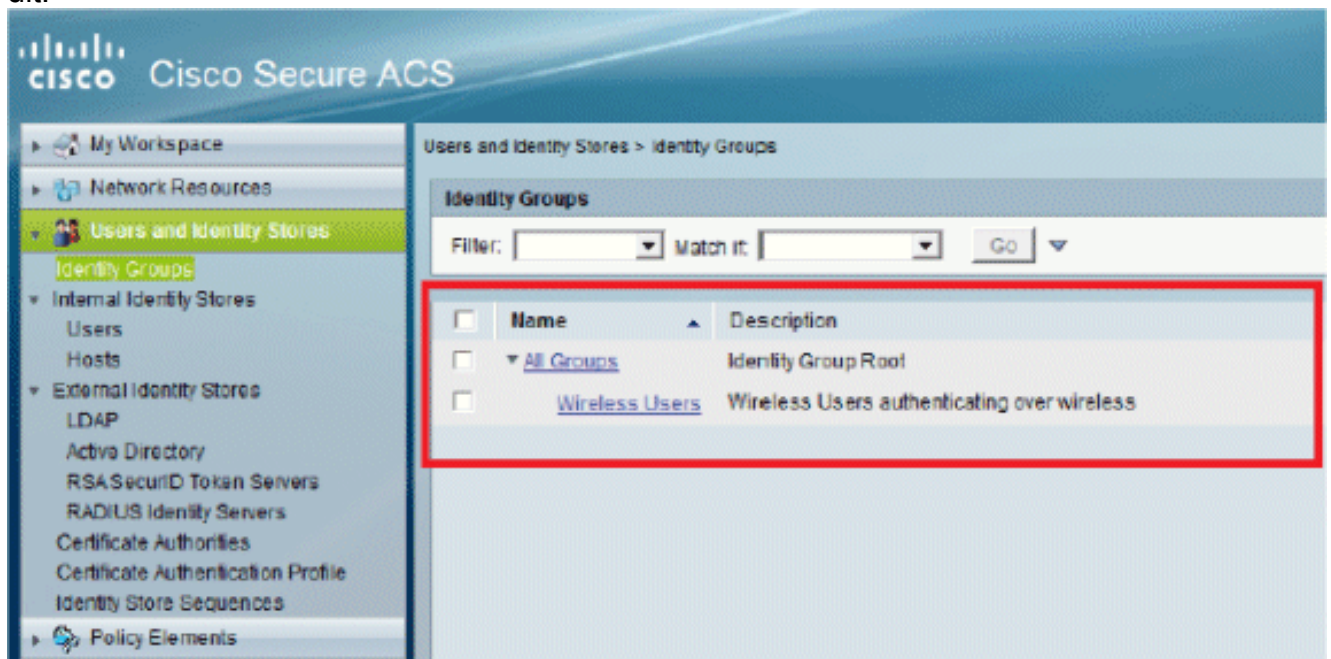 CISCO Cisco Secure ACS
My Workspace
Network Resources
Users and Identity Stores
Identity Groups
Internal Identity Stores
Users
Hosts
External Identity Stores
LDAP
Active Directory
RSA SecurID Token Servers
RADIUS Identity Servers
Certificate Authorities
Certificate Authentication Profile
Identity Store Sequences
Policy Elements
Users and Identity Stores > Identity Groups
Identity Groups
Filter: Match if: Go
Name Description
All Groups Identity Group Root
Wireless Users Wireless Users authenticating over wireless